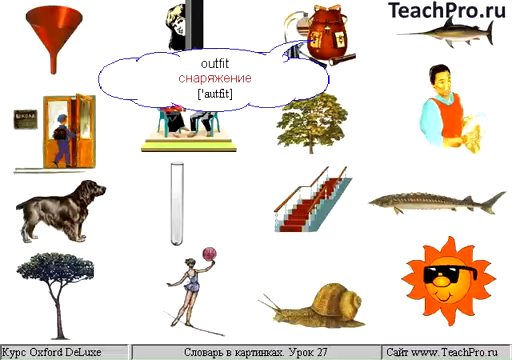 TeachPro.ru
outfit
снаряжение
['autfit]
Курс Oxford DeLuxe
Словарь в картинках. Урок 27
Сайт www.TeachPro.ru